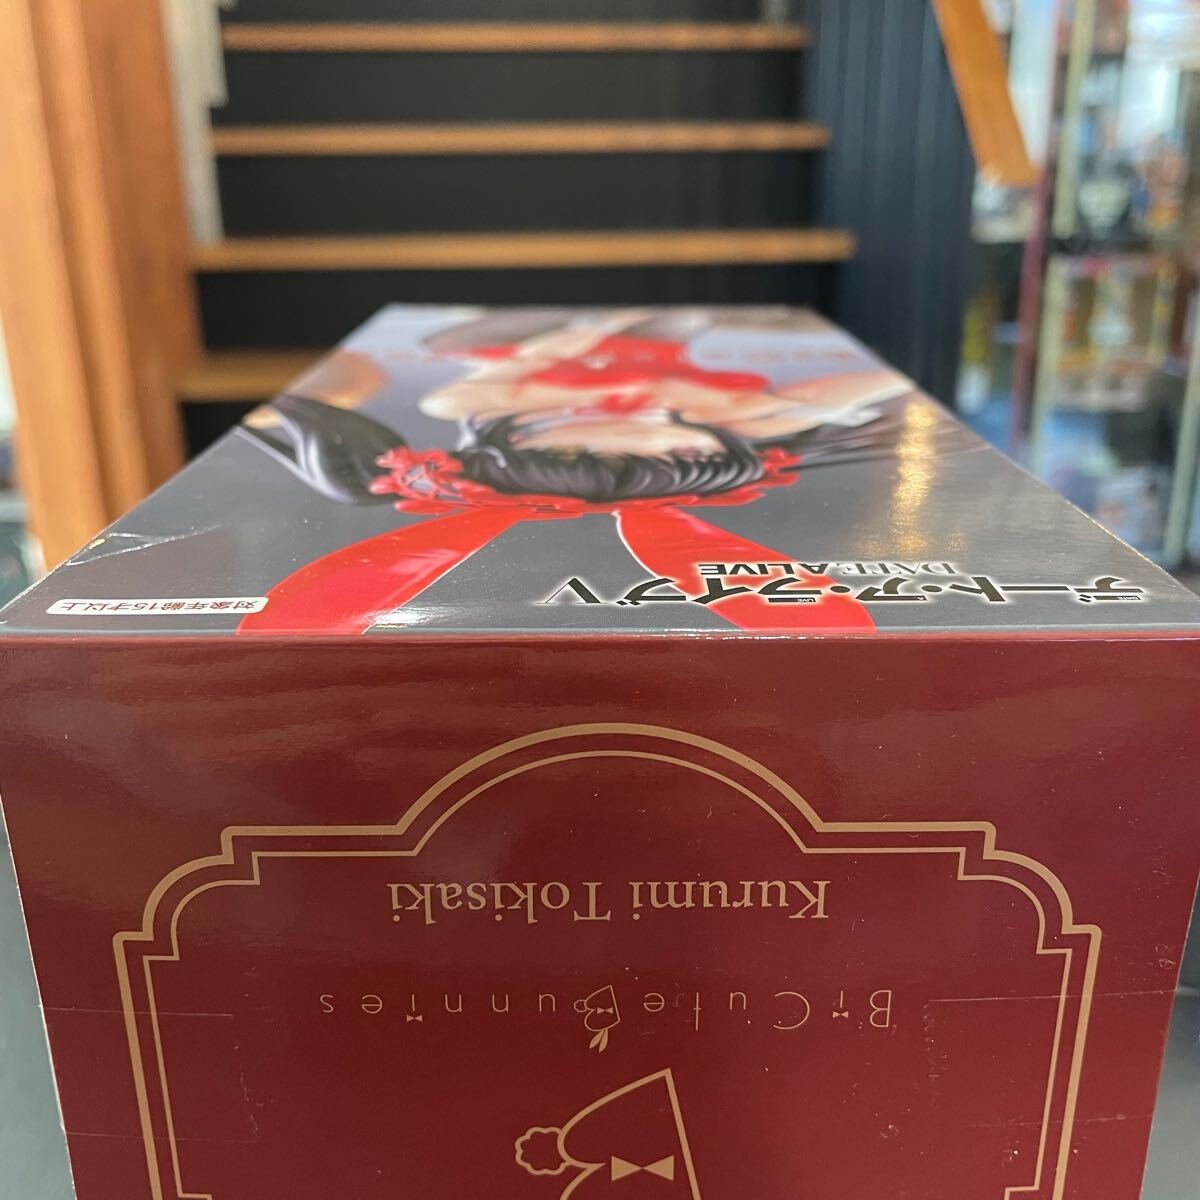 デート・ア・ライブV
DATE A LIVE
対象年齢15才以上
Kurumi Tokisaki
BiCute Bunnies